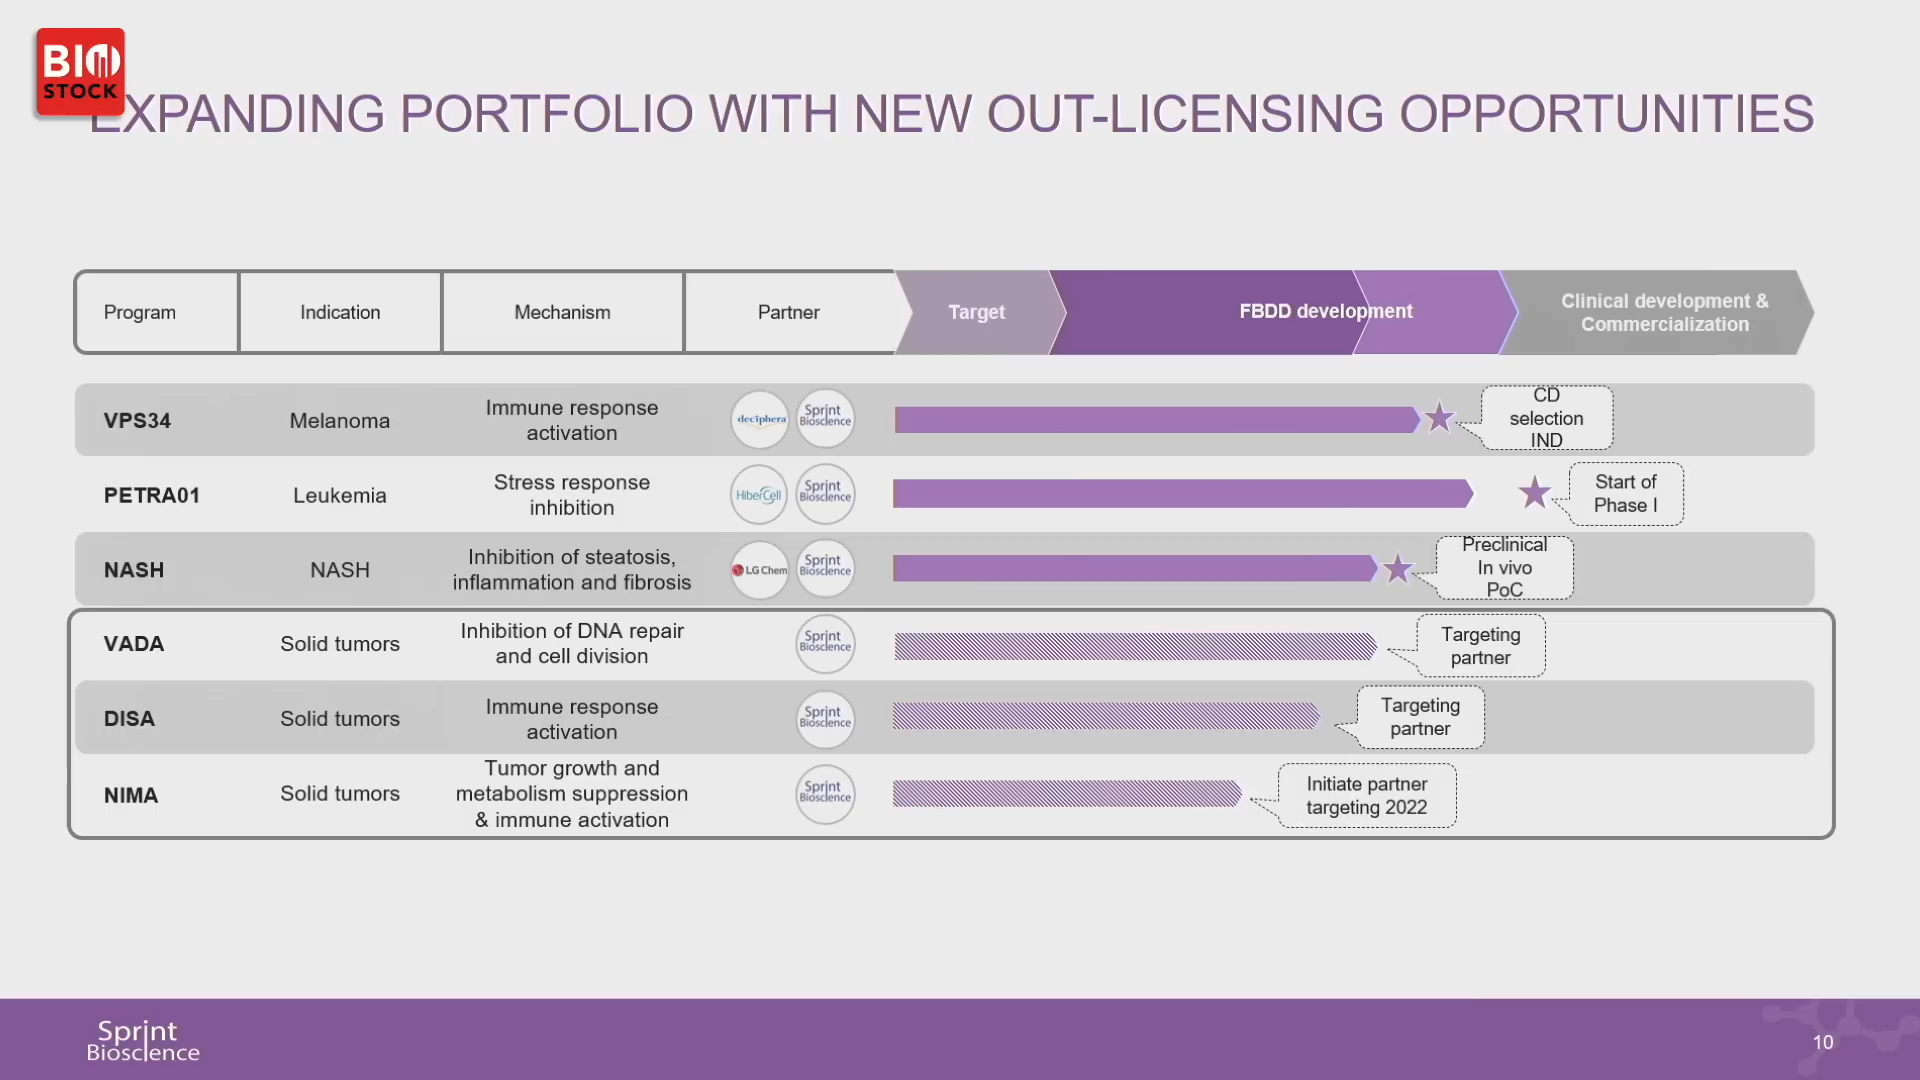 BIO
STOCK
EXPANDING PORTFOLIO WITH NEW OUT-LICENSING OPPORTUNITIES
Program
Indication
Mechanism
Partner
Target
FBDD development
Clinical development &
Commercialization
VPS34
Melanoma
Immune response
activation
deciphera
Sprint
Bioscience
CD
selection
IND
PETRA01
Leukemia
Stress response
inhibition
HiberCell
Sprint
Bioscience
Start of
Phase I
NASH
NASH
Inhibition of steatosis,
inflammation and fibrosis
LG Chem
Sprint
Bioscience
Preclinical
In vivo
PoC
VADA
Solid tumors
Inhibition of DNA repair
and cell division
Sprint
Bioscience
Targeting
partner
DISA
Solid tumors
Immune response
activation
Sprint
Bioscience
Targeting
partner
NIMA
Solid tumors
Tumor growth and
metabolism suppression
& immune activation
Sprint
Bioscience
Initiate partner
targeting 2022
Sprint
Bioscience
10